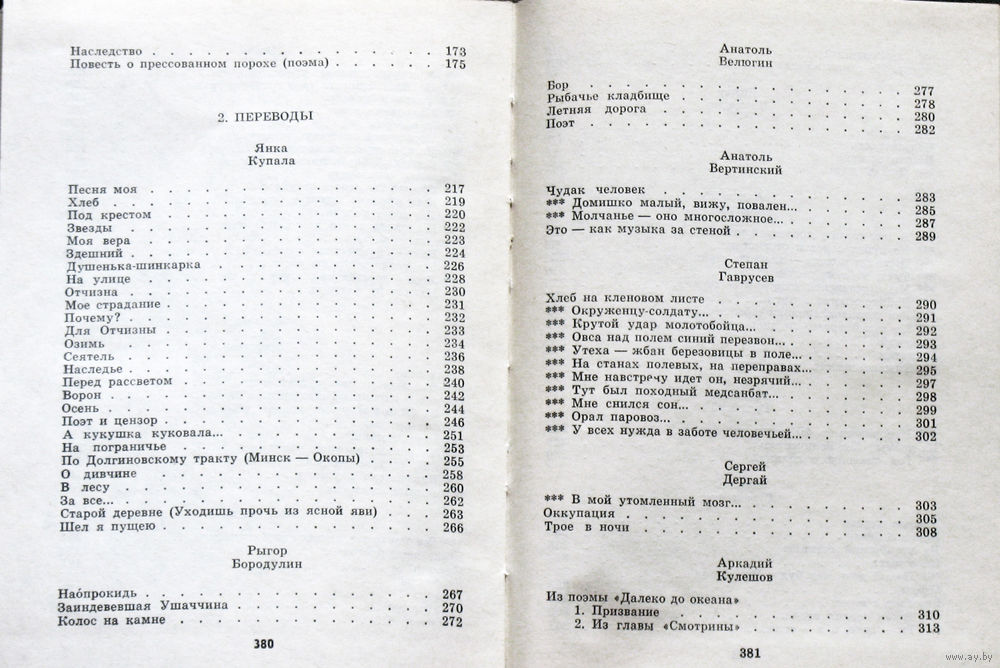 Наследство . . . . . . . . . . . . . . . 173
Повесть о прессованном порохе (поэма) . . . . . . 175
2. ПЕРЕВОДЫ
Янка
Купала
Песня моя . . . . . . . . . . . . . . . 217
Хлеб . . . . . . . . . . . . . . . 219
Под крестом . . . . . . . . . . . . . . . 220
Звезды . . . . . . . . . . . . . . . 222
Моя вера . . . . . . . . . . . . . . . 223
Здешний . . . . . . . . . . . . . . . 224
Душенька-шинкарка . . . . . . . . . . . . 226
На улице . . . . . . . . . . . . . . . 228
Отчизна . . . . . . . . . . . . . . . 230
Мое страдание . . . . . . . . . . . . . . 231
Почему? . . . . . . . . . . . . . . . 232
Для Отчизны . . . . . . . . . . . . . . 233
Озимь . . . . . . . . . . . . . . . 234
Сеятель . . . . . . . . . . . . . . . 236
Наследье . . . . . . . . . . . . . . . 238
Перед рассветом . . . . . . . . . . . . . 240
Ворон . . . . . . . . . . . . . . . 242
Осень . . . . . . . . . . . . . . . 244
Поэт и цензор . . . . . . . . . . . . . . 246
А кукушка куковала... . . . . . . . . . . . 251
На пограничье . . . . . . . . . . . . . . 253
По Долгиновскому тракту (Минск — Окопы) . . . . 255
О дивчине . . . . . . . . . . . . . . . 258
В лесу . . . . . . . . . . . . . . . 260
За все... . . . . . . . . . . . . . . . 262
Старой деревне (Уходишь прочь из ясной яви) . . . 263
Шел я пущею . . . . . . . . . . . . . . 266
Рыгор
Бородулин
Нао́прокидь . . . . . . . . . . . . . . . 267
Заиндевевшая Ушаччина . . . . . . . . . . . 270
Колос на камне . . . . . . . . . . . . . . 272
380
Анатоль
Велюгин
Бор . . . . . . . . . . . . . . . 277
Рыбачье кладбище . . . . . . . . . . . . 278
Летняя дорога . . . . . . . . . . . . . 280
Поэт . . . . . . . . . . . . . . . 282
Анатоль
Вертинский
Чудак человек . . . . . . . . . . . . . 283
*** Домишко малый, вижу, повален... . . . . . . 285
*** Молчанье — оно многосложное... . . . . . . 287
Это — как музыка за стеной . . . . . . . . . 289
Степан
Гаврусев
Хлеб на кленовом листе . . . . . . . . . . 290
*** Окруженцу-солдату... . . . . . . . . . . 291
*** Крутой удар молотобойца... . . . . . . . . 292
*** Овса над полем синий перезвон... . . . . . . 293
*** Утеха — жбан березовицы в поле... . . . . . 294
*** На станах полевых, на переправах... . . . . . 295
*** Мне навстречу идет он, незрячий... . . . . . 297
*** Тут был походный медсанбат... . . . . . . . 298
*** Мне снился сон... . . . . . . . . . . . 299
*** Орал паровоз... . . . . . . . . . . . . 301
*** У всех нужда в заботе человечьей... . . . . . 302
Сергей
Дергай
*** В мой утомленный мозг... . . . . . . . . 303
Оккупация . . . . . . . . . . . . . . 305
Трое в ночи . . . . . . . . . . . . . . 308
Аркадий
Кулешов
Из поэмы «Далеко до океана»
1. Призвание . . . . . . . . . . . . . 310
2. Из главы «Смотрины» . . . . . . . . . 313
381
www.ay.by